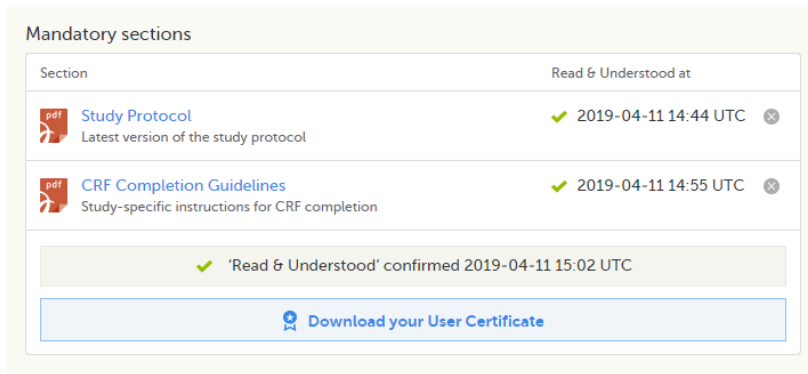 Mandatory sections
Section Read & Understood at
pdf Study Protocol 2019-04-11 14:44 UTC
Latest version of the study protocol
pdf CRF Completion Guidelines 2019-04-11 14:55 UTC
Study-specific instructions for CRF completion
‘Read & Understood’ confirmed 2019-04-11 15:02 UTC
Download your User Certificate